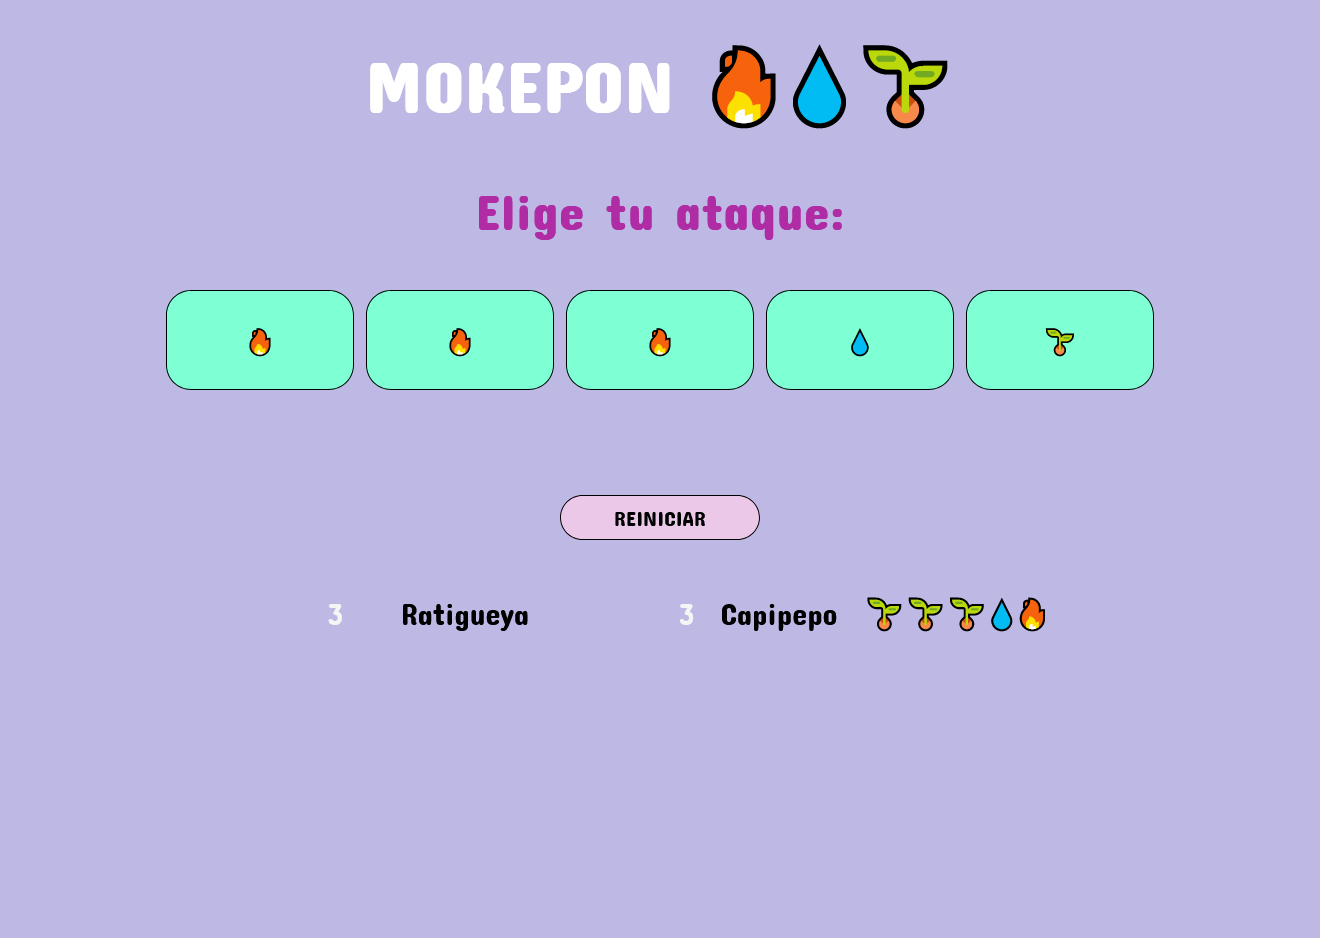 MOKEPON 🔥💧🌱
Elige tu ataque:
🔥 🔥 🔥 💧 🌱
REINICIAR
3 Ratigueya 3 Capipepo 🌱🌱🌱💧🔥